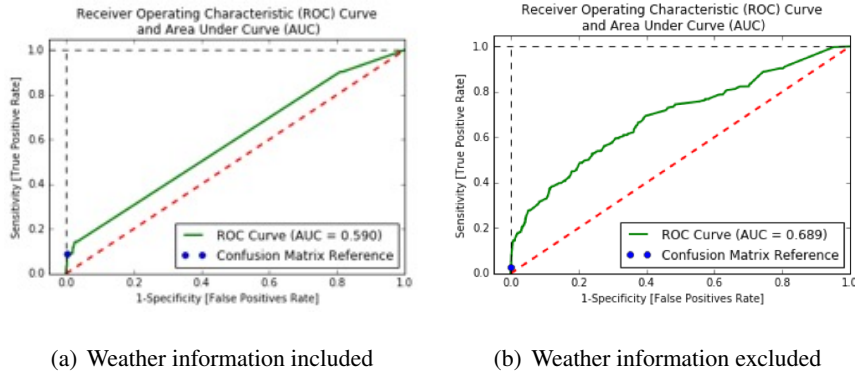 Receiver Operating Characteristic (ROC) Curve
and Area Under Curve (AUC)
Sensitivity [True Positive Rate]
1.0
0.8
0.6
0.4
0.2
0.0
ROC Curve (AUC = 0.590)
Confusion Matrix Reference
0.0 0.2 0.4 0.6 0.8 1.0
1-Specificity [False Positives Rate]
(a) Weather information included
Receiver Operating Characteristic (ROC) Curve
and Area Under Curve (AUC)
Sensitivity [True Positive Rate]
1.0
0.8
0.6
0.4
0.2
0.0
ROC Curve (AUC = 0.689)
Confusion Matrix Reference
0.0 0.2 0.4 0.6 0.8 1.0
1-Specificity [False Positives Rate]
(b) Weather information excluded